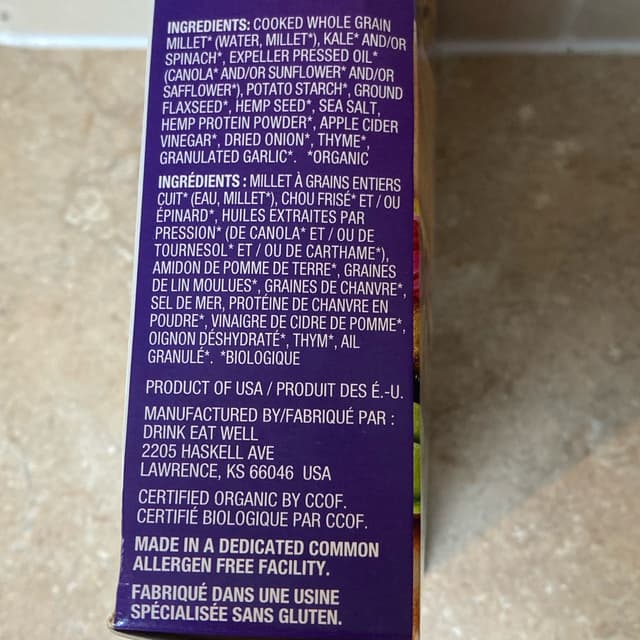 INGREDIENTS: COOKED WHOLE GRAIN
MILLET* (WATER, MILLET*), KALE* AND/OR
SPINACH*, EXPELLER PRESSED OIL*
(CANOLA* AND/OR SUNFLOWER* AND/OR
SAFFLOWER*), POTATO STARCH*, GROUND
FLAXSEED*, HEMP SEED*, SEA SALT,
HEMP PROTEIN POWDER*, APPLE CIDER
VINEGAR*, DRIED ONION*, THYME*,
GRANULATED GARLIC*. *ORGANIC
INGRÉDIENTS : MILLET À GRAINS ENTIERS
CUIT* (EAU, MILLET*), CHOU FRISÉ* ET / OU
ÉPINARD*, HUILES EXTRAITES PAR
PRESSION* (DE CANOLA* ET / OU DE
TOURNESOL* ET / OU DE CARTHAME*),
AMIDON DE POMME DE TERRE*, GRAINES
DE LIN MOULUES*, GRAINES DE CHANVRE*,
SEL DE MER, PROTÉINE DE CHANVRE EN
POUDRE*, VINAIGRE DE CIDRE DE POMME*,
OIGNON DÉSHYDRATÉ*, THYM*, AIL
GRANULÉ*. *BIOLOGIQUE
PRODUCT OF USA / PRODUIT DES É.-U.
MANUFACTURED BY/FABRIQUÉ PAR :
DRINK EAT WELL
2205 HASKELL AVE
LAWRENCE, KS 66046 USA
CERTIFIED ORGANIC BY CCOF.
CERTIFIÉ BIOLOGIQUE PAR CCOF.
MADE IN A DEDICATED COMMON
ALLERGEN FREE FACILITY.
FABRIQUÉ DANS UNE USINE
SPÉCIALISÉE SANS GLUTEN.